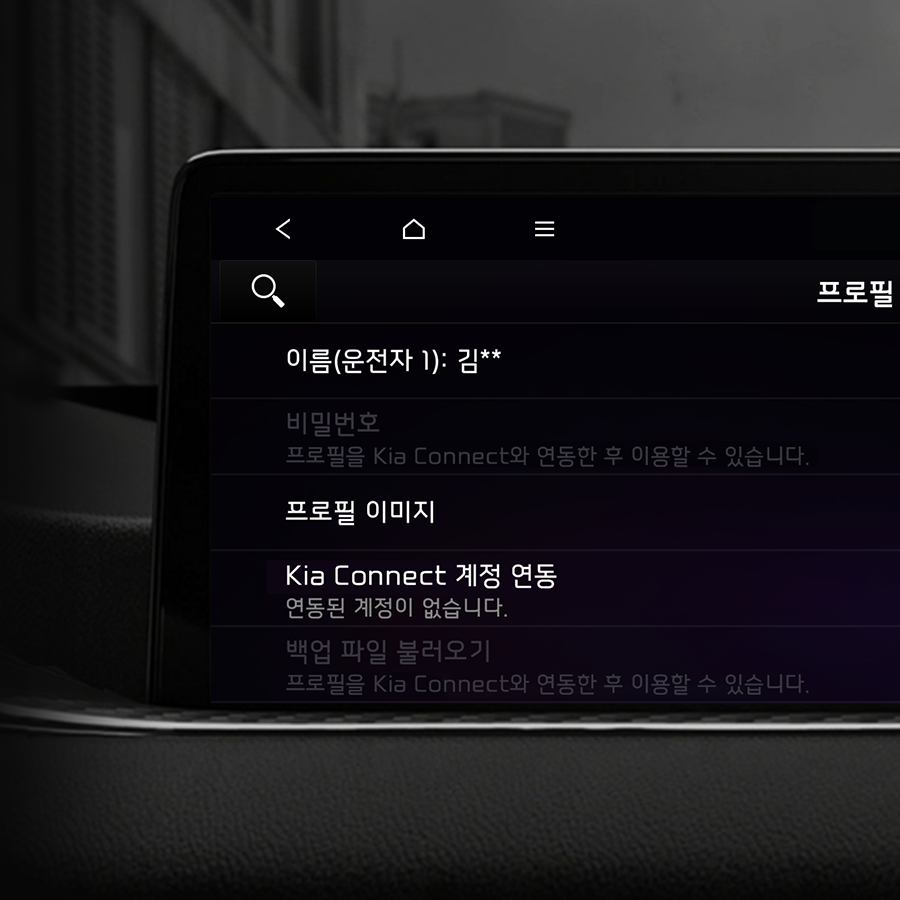 프로필
이름(운전자 1): 김**
비밀번호
프로필을 Kia Connect와 연동한 후 이용할 수 있습니다.
프로필 이미지
Kia Connect 계정 연동
연동된 계정이 없습니다.
백업 파일 불러오기
프로필을 Kia Connect와 연동한 후 이용할 수 있습니다.